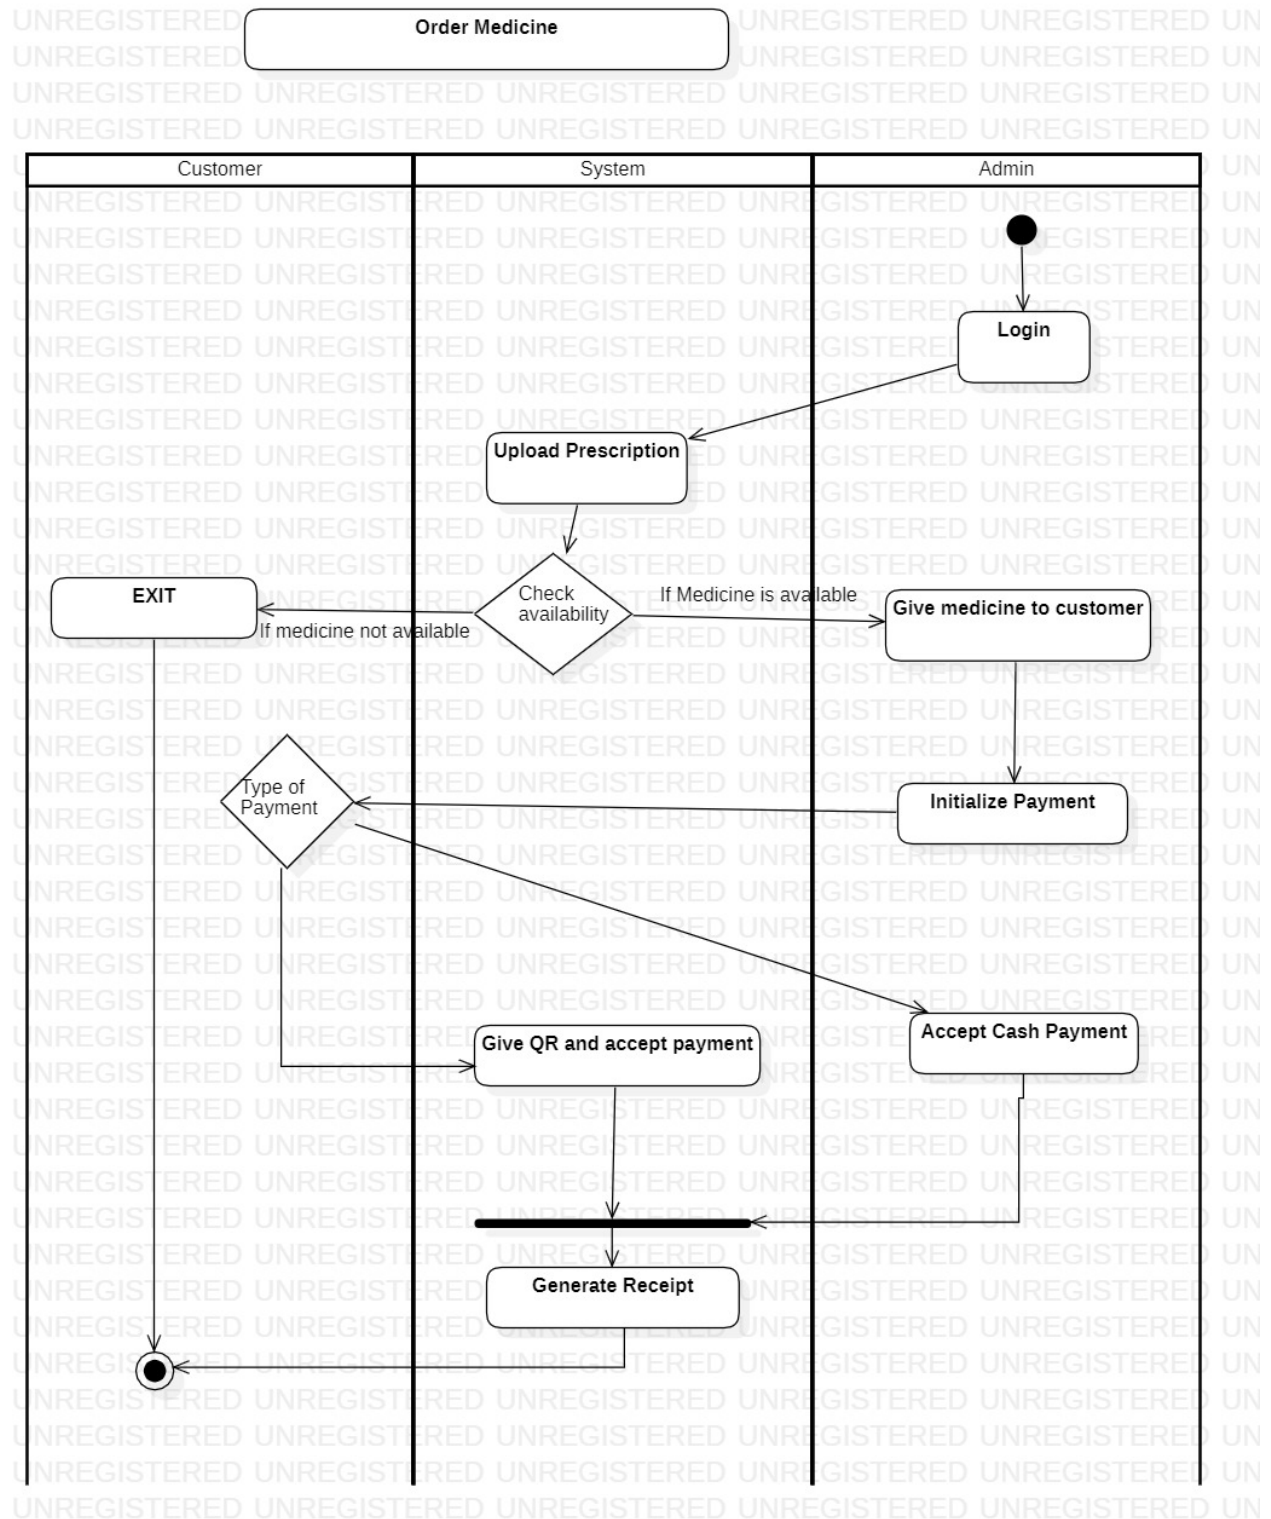 Order Medicine
Customer
System
Admin
Login
Upload Prescription
Check
availability
If Medicine is available
EXIT
If medicine not available
Give medicine to customer
Type of
Payment
Initialize Payment
Give QR and accept payment
Accept Cash Payment
Generate Receipt
UNREGISTERED